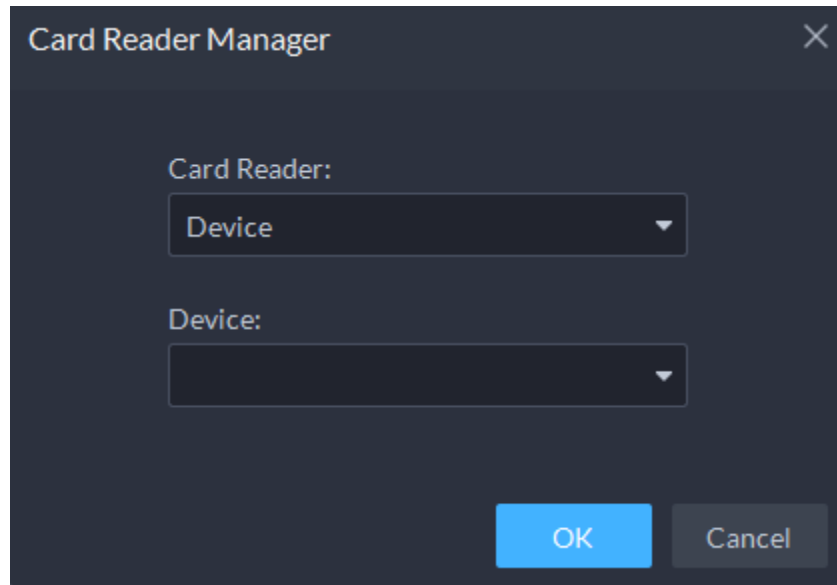 Card Reader Manager
Card Reader:
Device
Device:
OK
Cancel